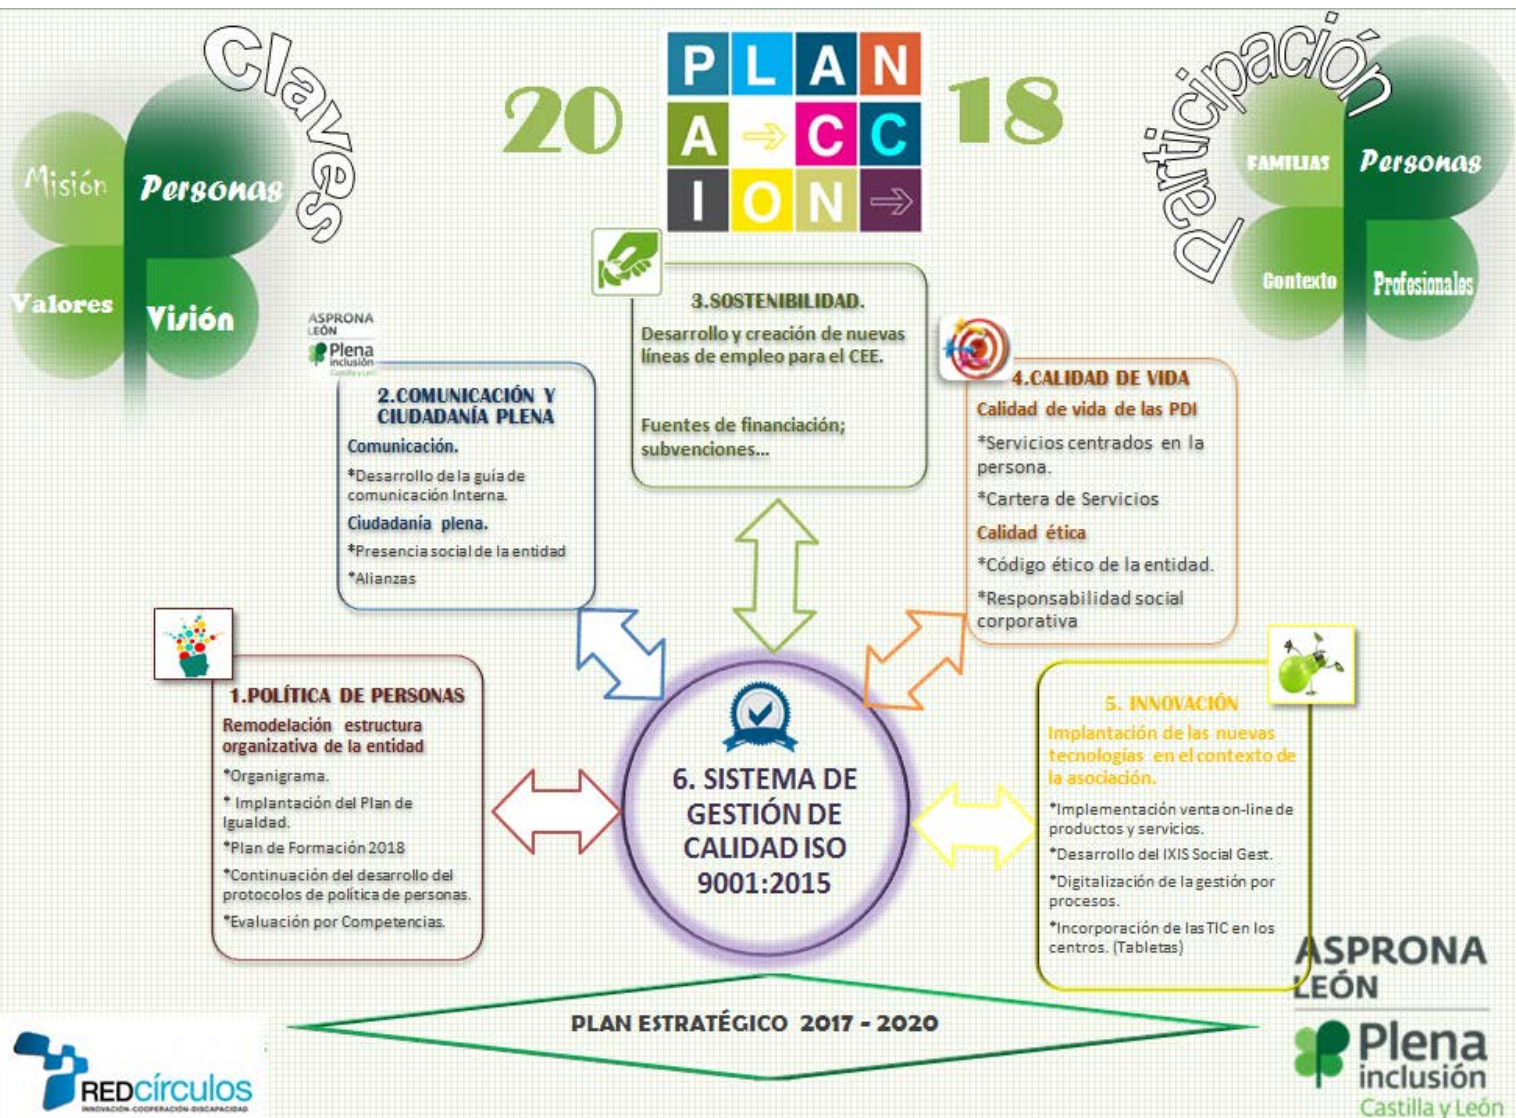 Claves
Misión
Personas
Valores
Visión
20
PLAN
ACC
ION
18
Participación
FAMILIAS
Personas
Contexto
Profesionales
ASPRONA
LEÓN
Plena
inclusión
Castilla y León
3.SOSTENIBILIDAD.
Desarrollo y creación de nuevas
líneas de empleo para el CEE.
Fuentes de financiación;
subvenciones...
2.COMUNICACIÓN Y
CIUDADANÍA PLENA
Comunicación.
*Desarrollo de la guía de
comunicación Interna.
Ciudadanía plena.
*Presencia social de la entidad
*Alianzas
4.CALIDAD DE VIDA
Calidad de vida de las PDI
*Servicios centrados en la
persona.
*Cartera de Servicios
Calidad ética
*Código ético de la entidad.
*Responsabilidad social
corporativa
1.POLÍTICA DE PERSONAS
Remodelación estructura
organizativa de la entidad
*Organigrama.
* Implantación del Plan de
Igualdad.
*Plan de Formación 2018
*Continuación del desarrollo del
protocolos de política de personas.
*Evaluación por Competencias.
6. SISTEMA DE
GESTIÓN DE
CALIDAD ISO
9001:2015
5. INNOVACIÓN
Implantación de las nuevas
tecnologías en el contexto de
la asociación.
*Implementación venta on-line de
productos y servicios.
*Desarrollo del IXIS Social Gest.
*Digitalización de la gestión por
procesos.
*Incorporación de las TIC en los
centros. (Tabletas)
PLAN ESTRATÉGICO 2017 - 2020
REDCírculos
INNOVACIÓN-COOPERACIÓN-DISCAPACIDAD
ASPRONA
LEÓN
Plena
inclusión
Castilla y León